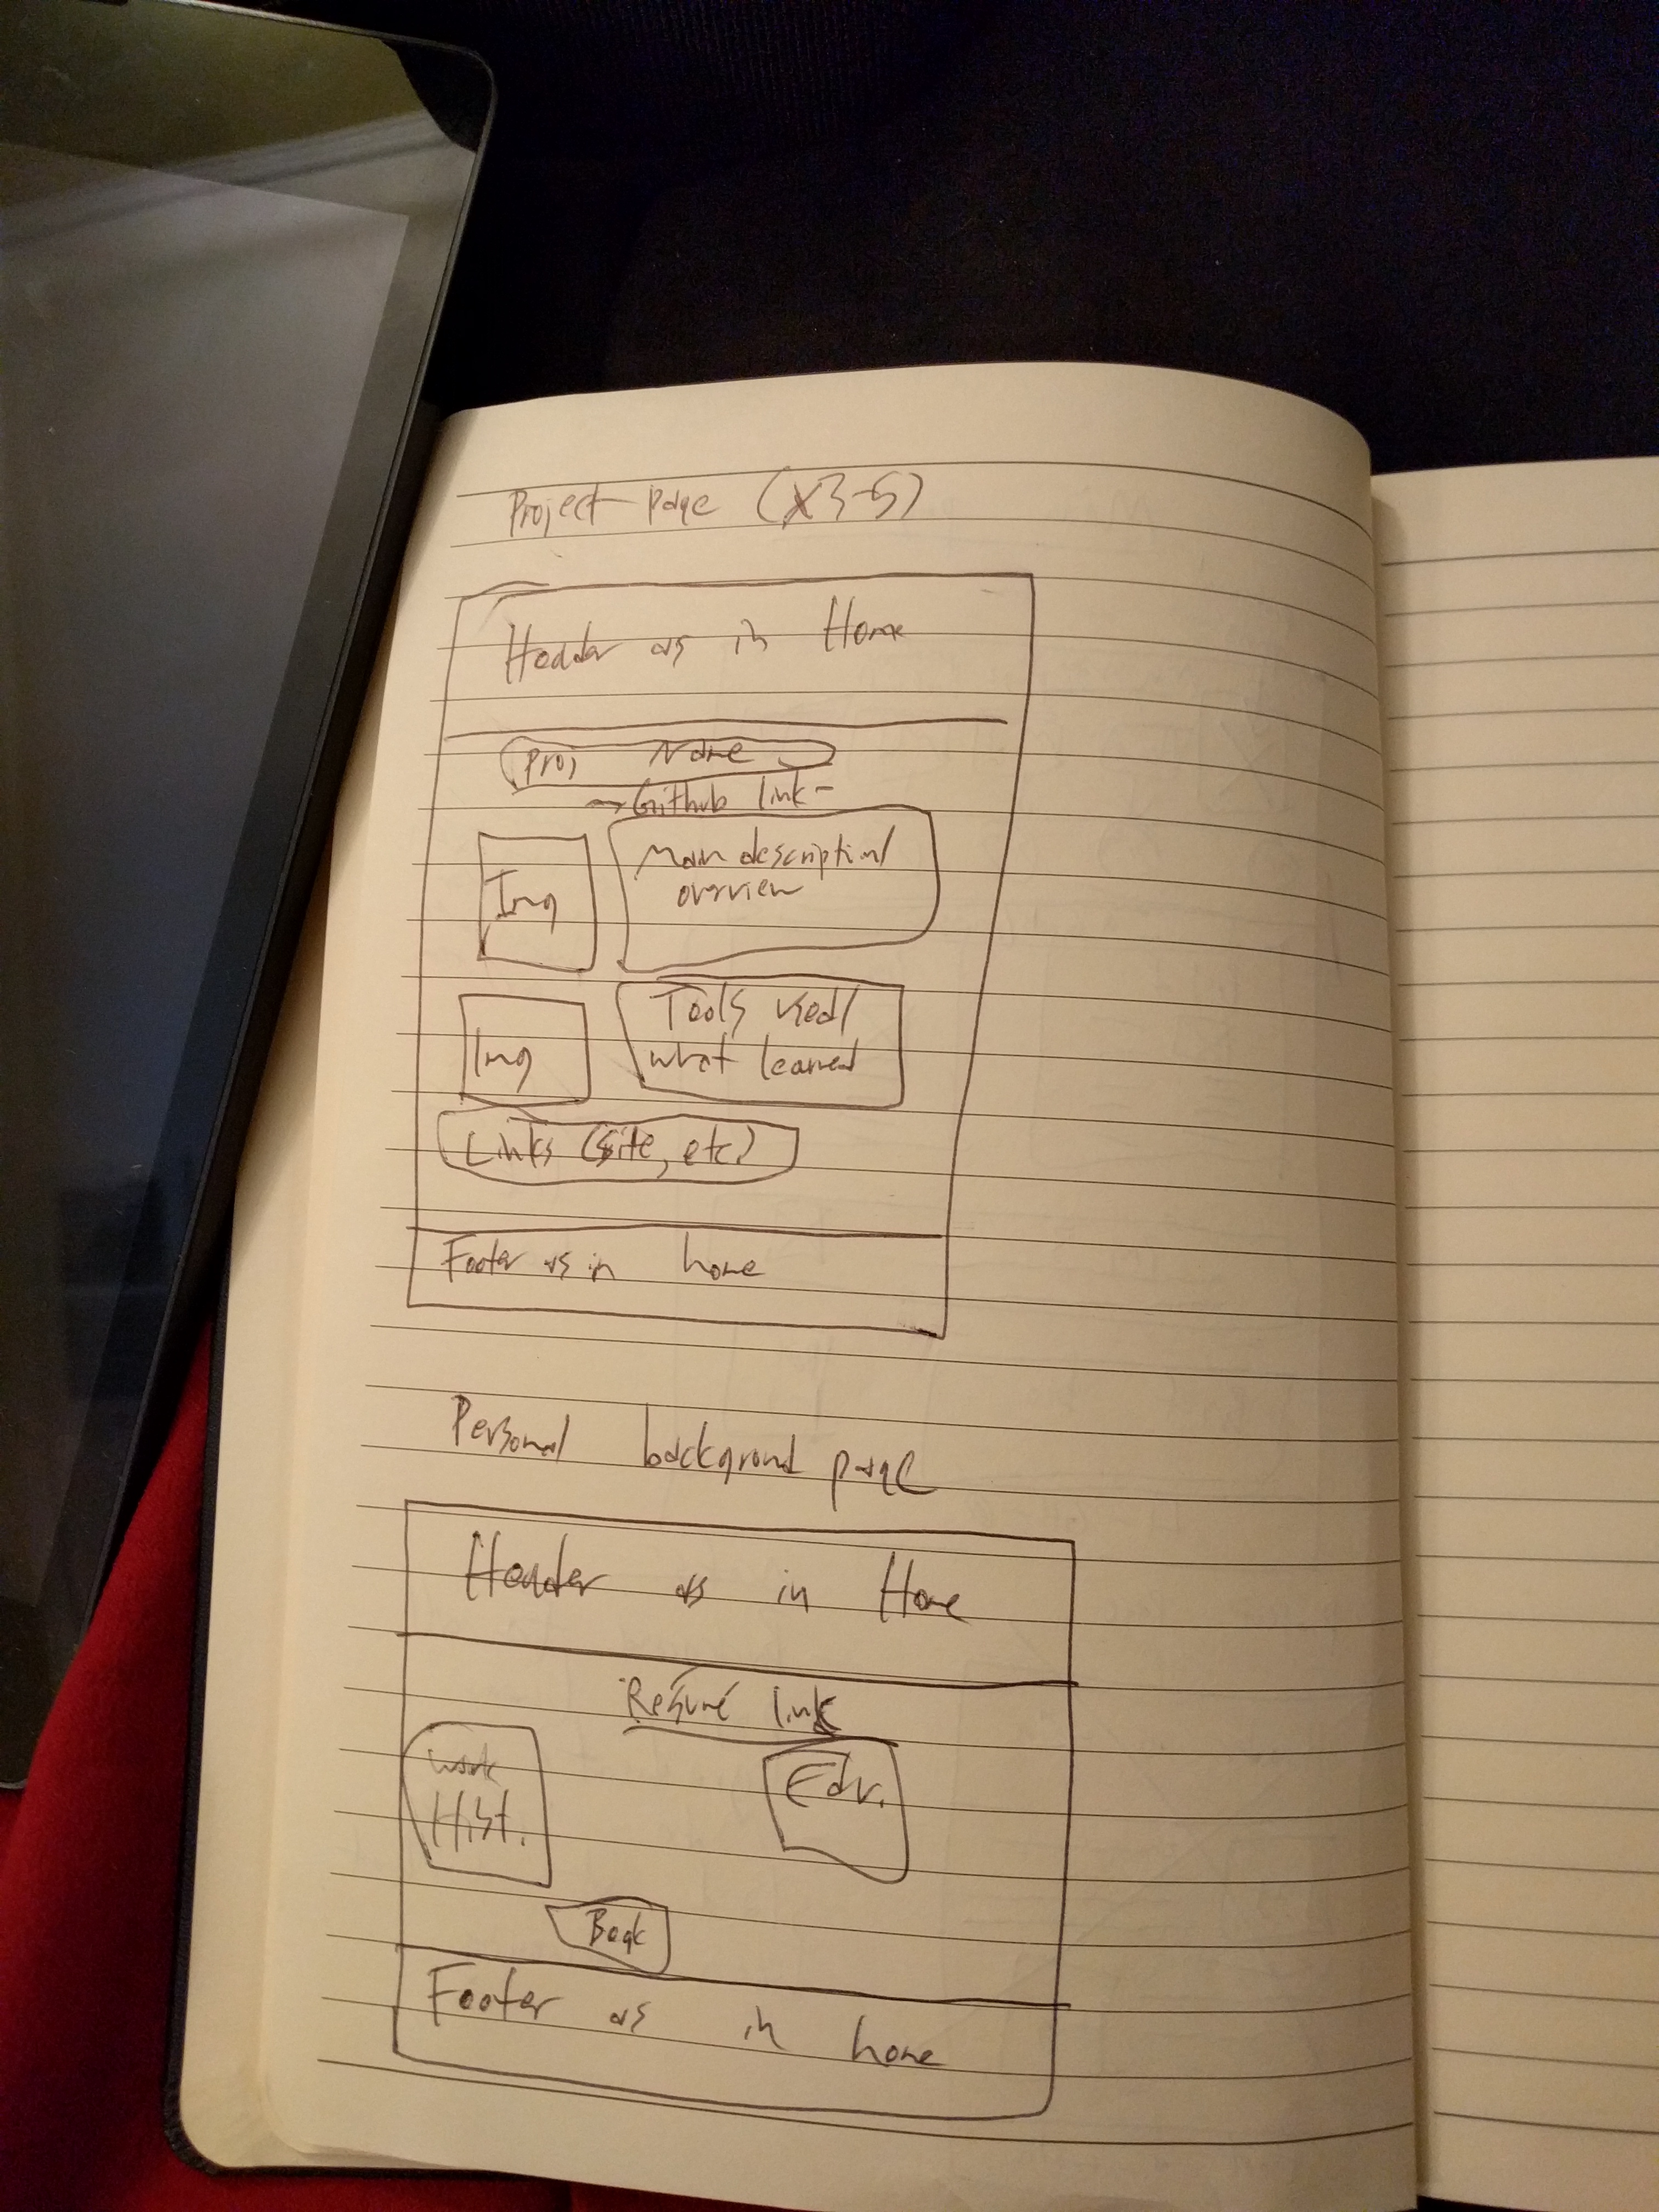 Project page (x3-5)
Header as in Home
Proj Name
→ Github link -
Img
Main description/
overview
Img
Tools used/
what learned
Links (site, etc)
Footer as in home
Personal background page
Header as in Home
Resumé link
Work
Hist.
Edu.
Footer as in home